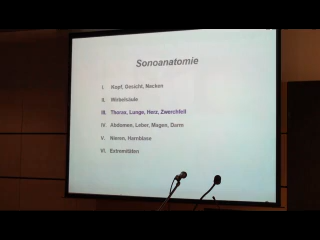 Sonoanatomie
I. Kopf, Gesicht, Nacken
II. Wirbelsäule
III. Thorax, Lunge, Herz, Zwerchfell
IV. Abdomen, Leber, Magen, Darm
V. Nieren, Harnblase
VI. Extremitäten